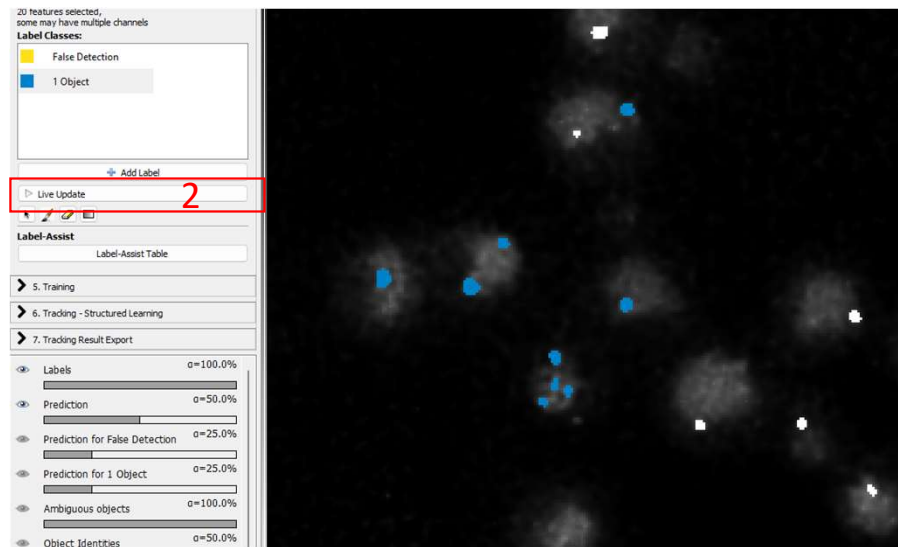 20 features selected,
some may have multiple channels
Label Classes:
False Detection
1 Object
Add Label
Live Update
2
Label-Assist
Label-Assist Table
5. Training
6. Tracking - Structured Learning
7. Tracking Result Export
Labels α=100.0%
Prediction α=50.0%
Prediction for False Detection α=25.0%
Prediction for 1 Object α=25.0%
Ambiguous objects α=100.0%
Object Identities α=50.0%